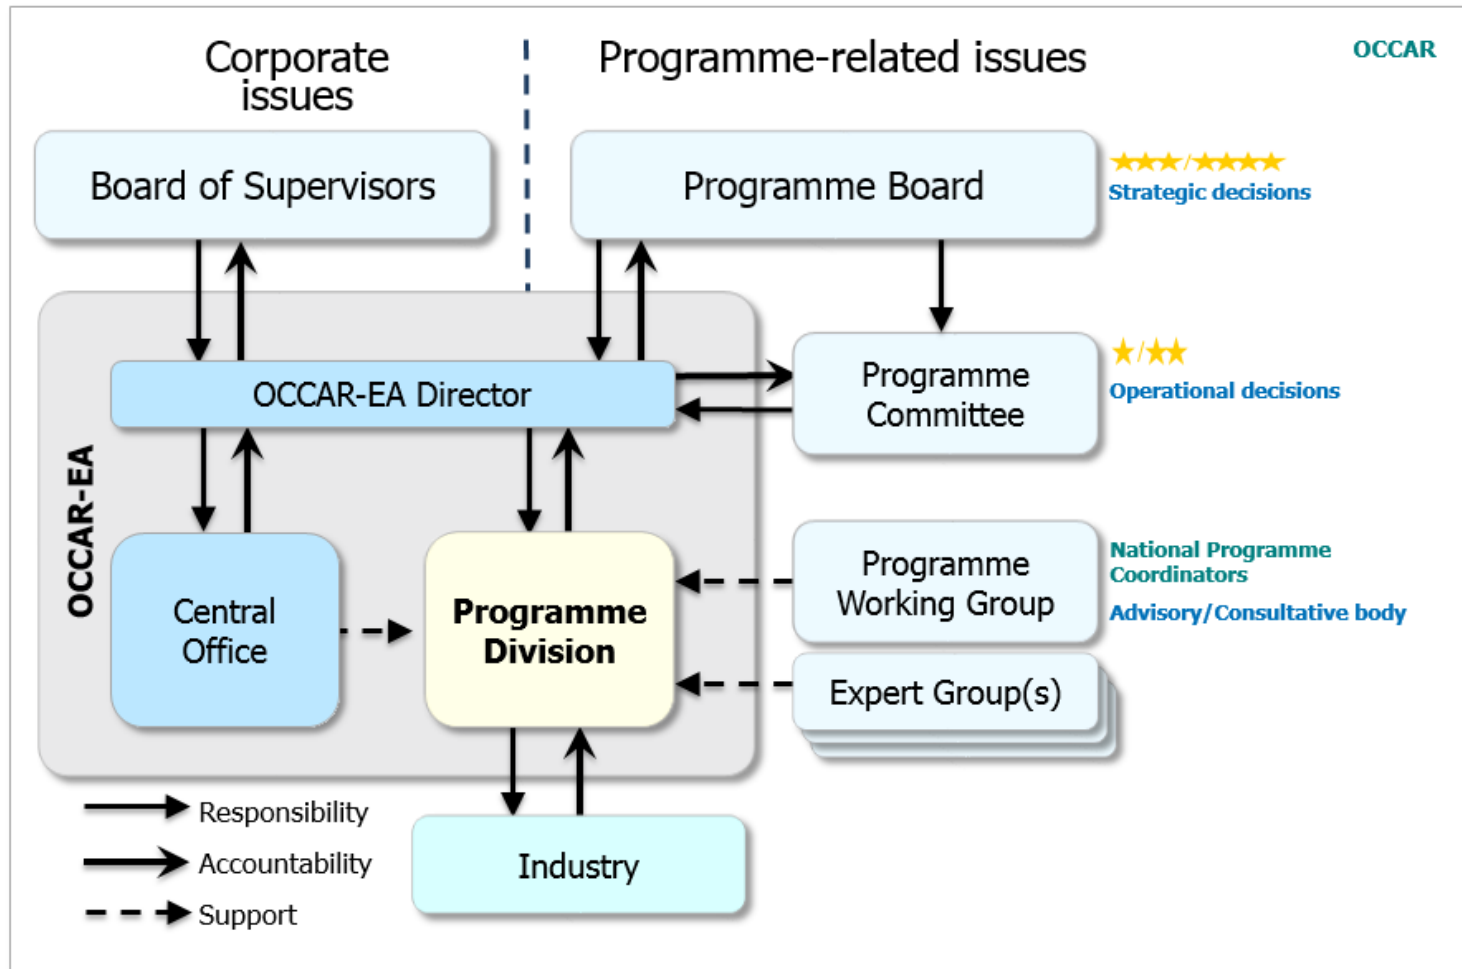 Corporate
issues
Programme-related issues
OCCAR
Board of Supervisors
Programme Board
Strategic decisions
OCCAR-EA Director
Programme
Committee
Operational decisions
OCCAR-EA
Central
Office
Programme
Division
Programme
Working Group
National Programme
Coordinators
Advisory/Consultative body
Expert Group(s)
Responsibility
Accountability
Support
Industry